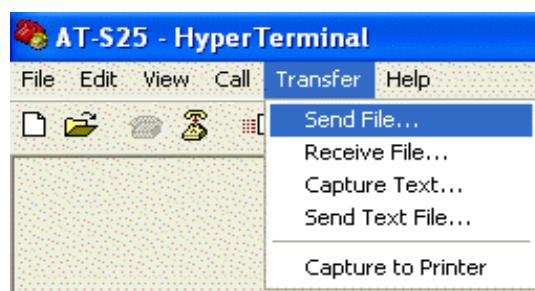 AT-S25 - HyperTerminal
File Edit View Call Transfer Help
Send File...
Receive File...
Capture Text...
Send Text File...
Capture to Printer